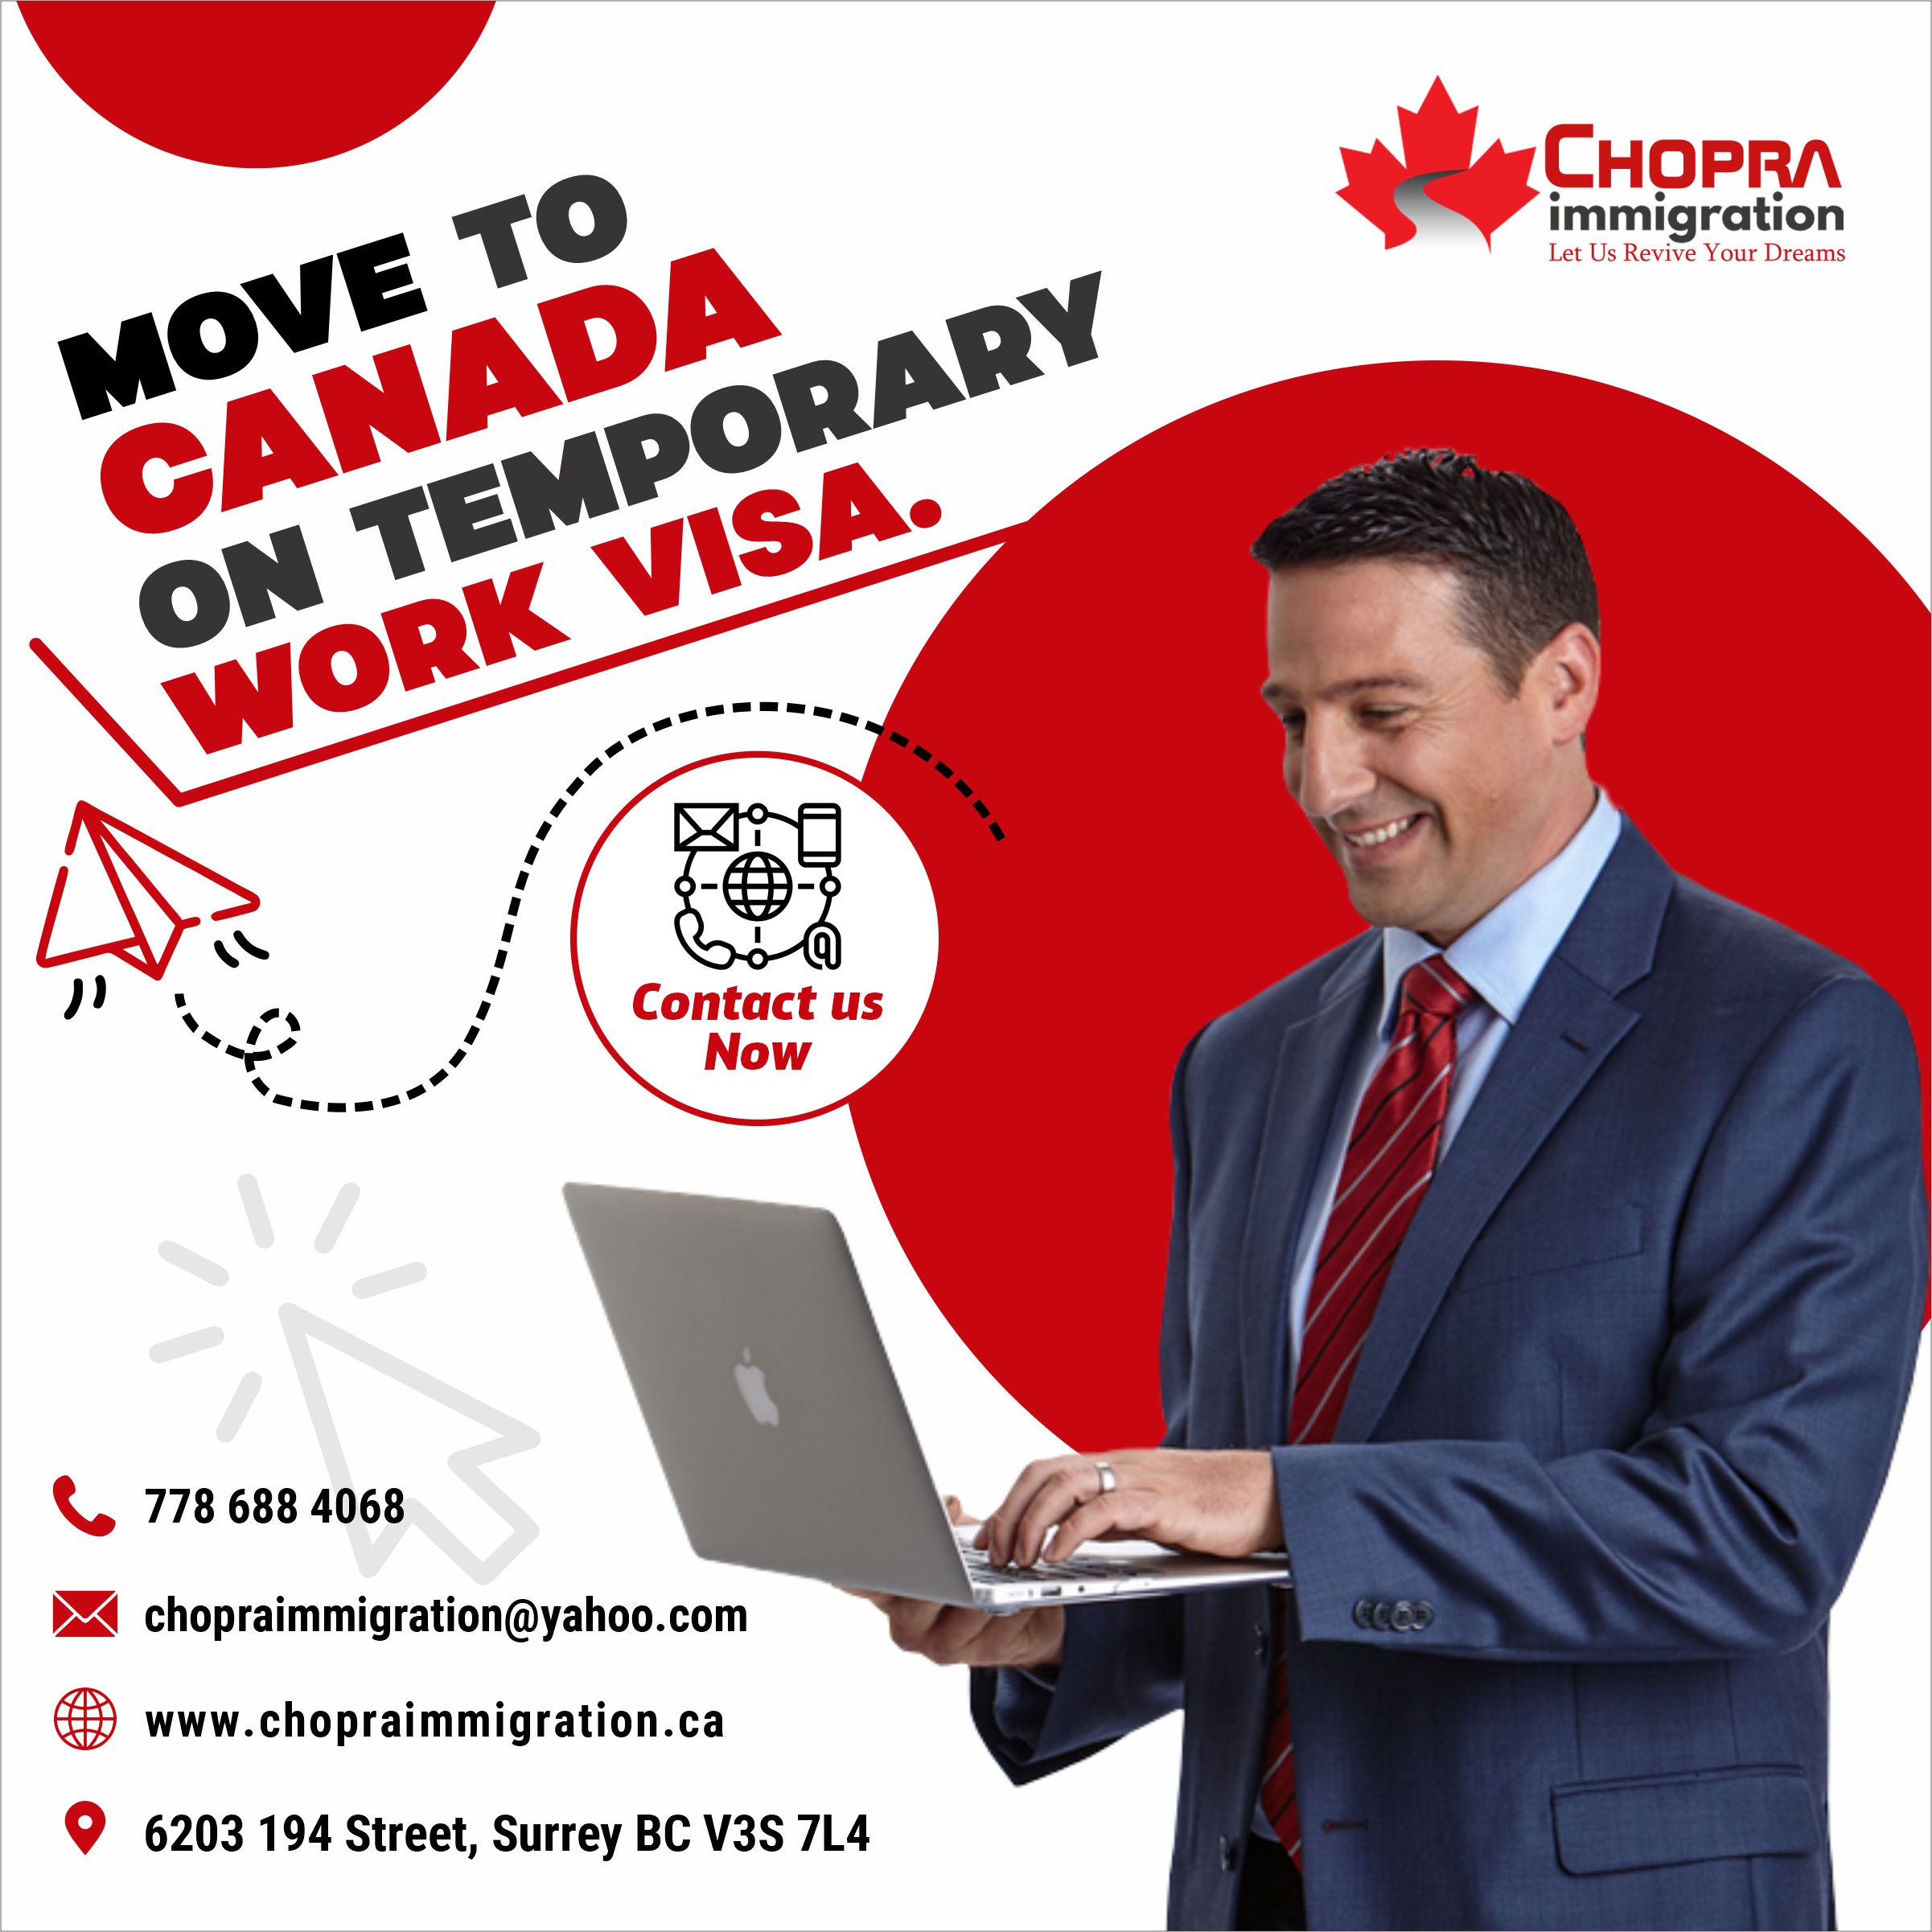 CHOPRA
immigration
Let Us Revive Your Dreams
MOVE TO
CANADA
ON TEMPORARY
WORK VISA.
Contact us
Now
778 688 4068
chopraimmigration@yahoo.com
www.chopraimmigration.ca
6203 194 Street, Surrey BC V3S 7L4